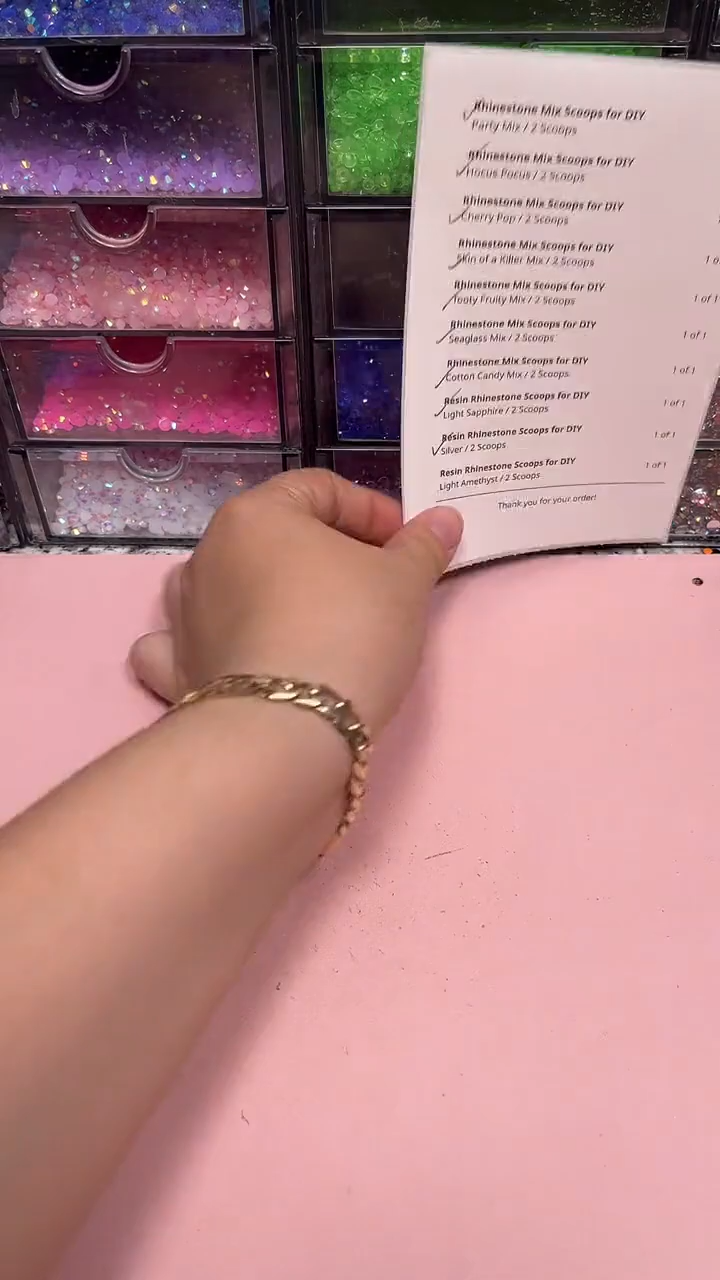 Rhinestone Mix Scoops for DIY
Party Mix / 2 Scoops
Rhinestone Mix Scoops for DIY
Hocus Pocus / 2 Scoops
Rhinestone Mix Scoops for DIY
Cherry Pop / 2 Scoops
Rhinestone Mix Scoops for DIY
Skin of a Killer Mix / 2 Scoops 1 o
Rhinestone Mix Scoops for DIY
Tooty Fruity Mix / 2 Scoops 1 of 1
Rhinestone Mix Scoops for DIY
Seaglass Mix / 2 Scoops 1 of 1
Rhinestone Mix Scoops for DIY
Cotton Candy Mix / 2 Scoops 1 of 1
Resin Rhinestone Scoops for DIY
Light Sapphire / 2 Scoops 1 of 1
Resin Rhinestone Scoops for DIY
Silver / 2 Scoops 1 of 1
Resin Rhinestone Scoops for DIY
Light Amethyst / 2 Scoops 1 of 1
Thank you for your order!